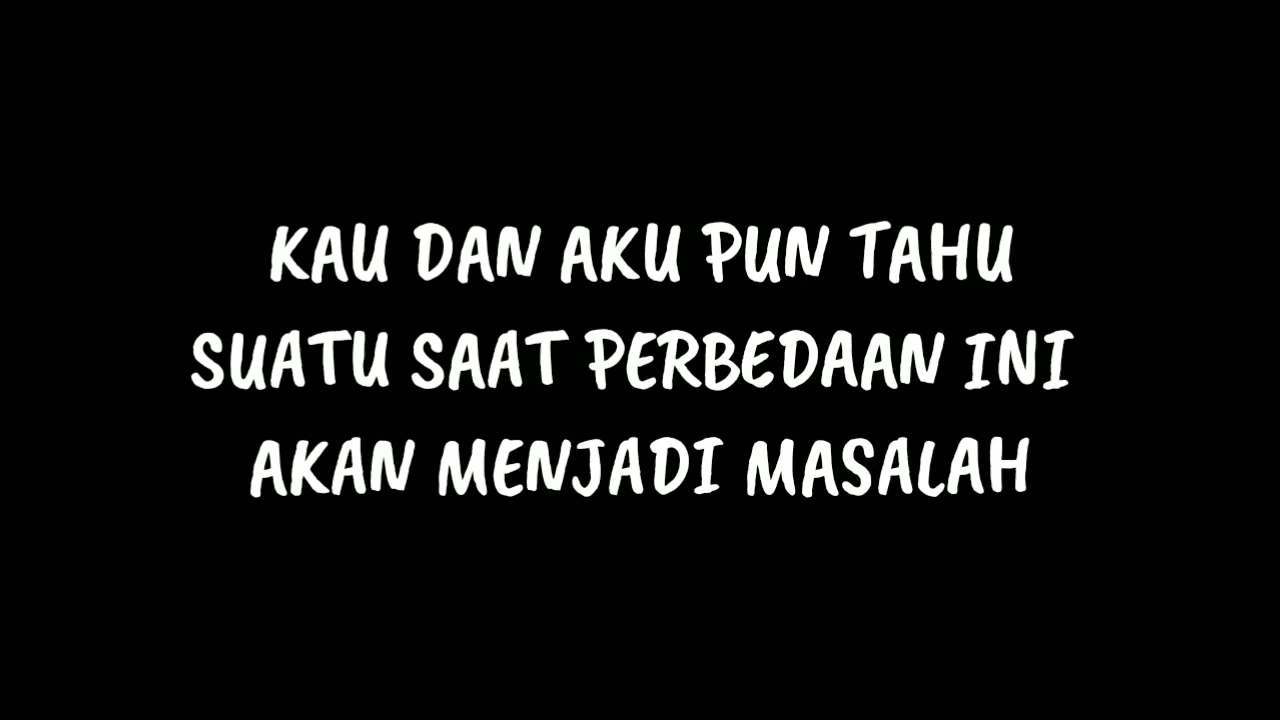 KAU DAN AKU PUN TAHU
SUATU SAAT PERBEDAAN INI
AKAN MENJADI MASALAH